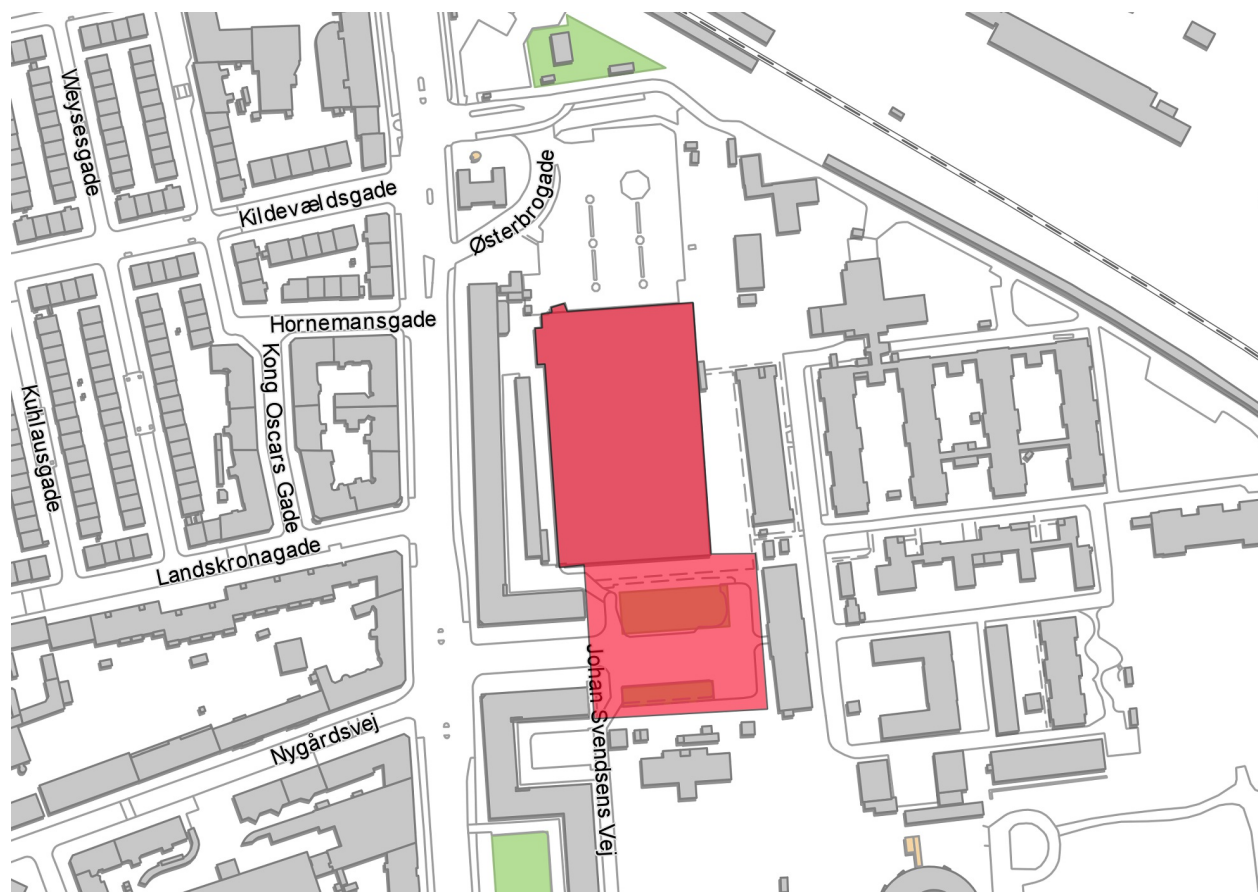 Weysesgade
Kildevældsgade
Østerbrogade
Hornemansgade
Kong Oscars Gade
Kuhlausgade
Landskronagade
Johan Svendsens Vej
Nygårdsvej